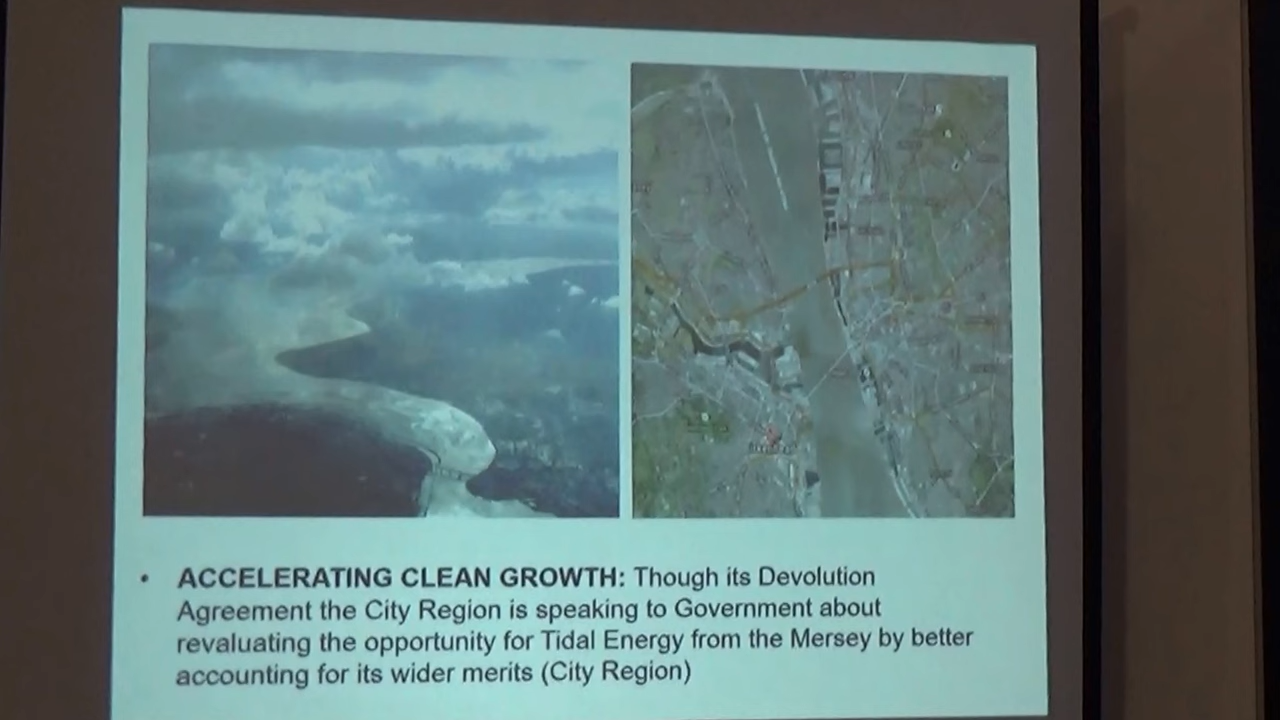 • ACCELERATING CLEAN GROWTH: Though its Devolution
Agreement the City Region is speaking to Government about
revaluating the opportunity for Tidal Energy from the Mersey by better
accounting for its wider merits (City Region)